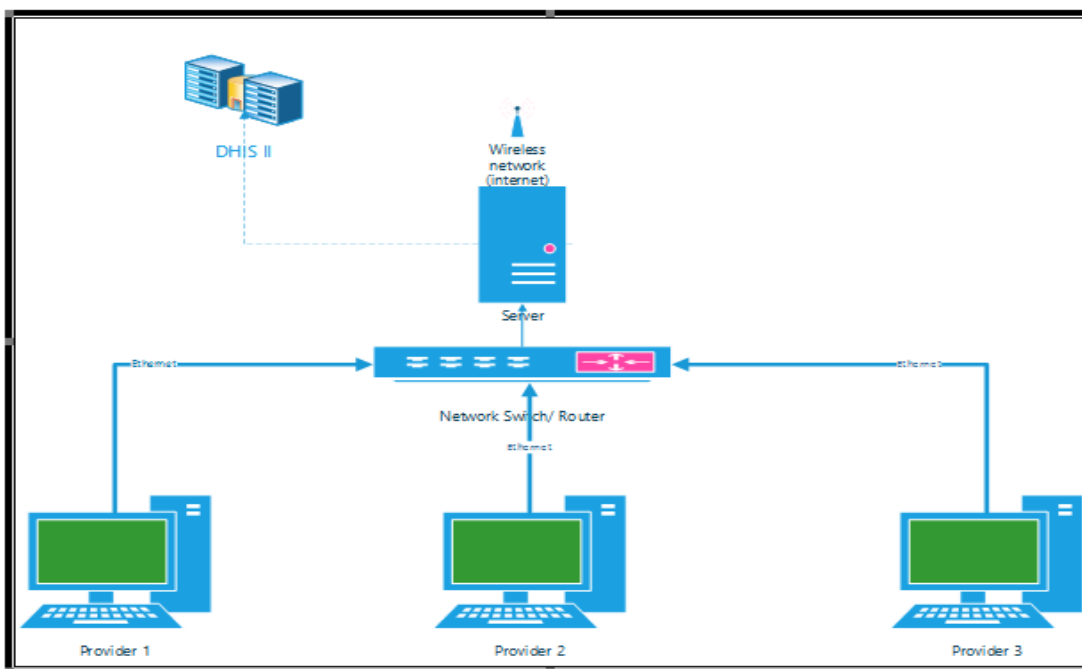 DHIS II
Wireless
network
(internet)
Server
Ethernet
Ethernet
Network Switch/ Router
Ethernet
Provider 1
Provider 2
Provider 3